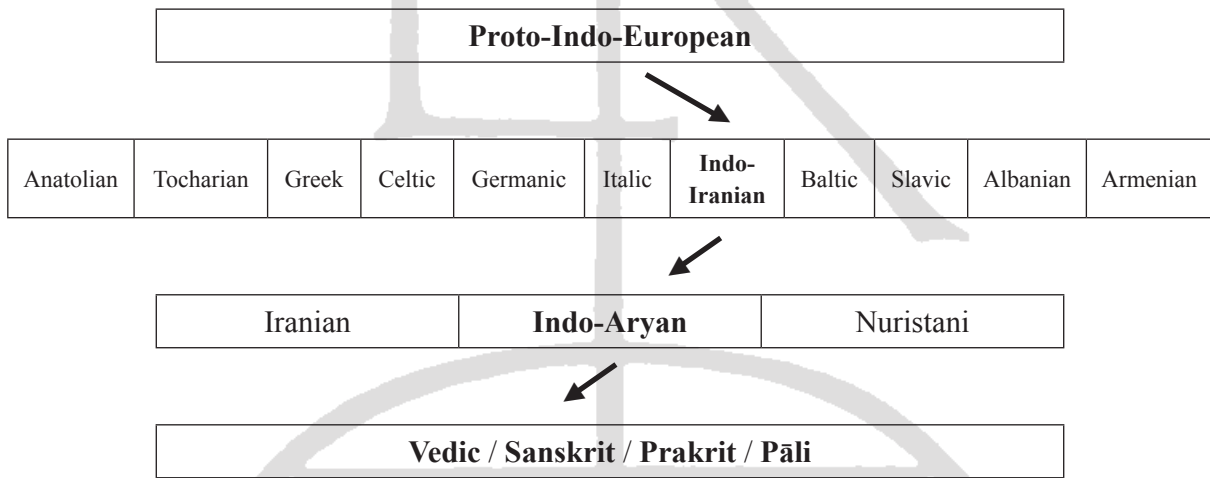 Proto-Indo-European
Anatolian Tocharian Greek Celtic Germanic Italic Indo-
Iranian Baltic Slavic Albanian Armenian
Iranian Indo-Aryan Nuristani
Vedic / Sanskrit / Prakrit / Pāli